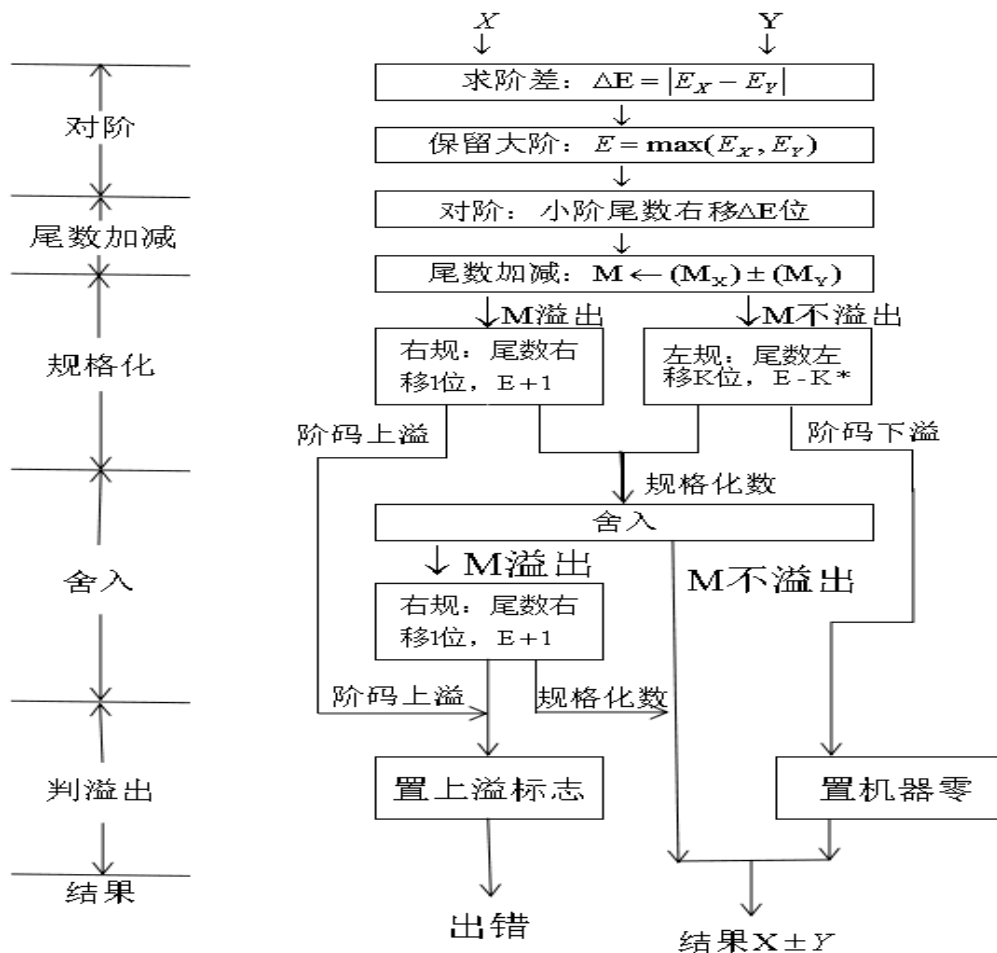 X Y
求阶差：ΔE = |E_X − E_Y|
对阶
保留大阶：E = max(E_X, E_Y)
对阶：小阶尾数右移ΔE位
尾数加减
尾数加减：M ← (M_X) ± (M_Y)
M溢出 M不溢出
规格化
右规：尾数右
移1位，E+1
左规：尾数左
移K位，E-K*
阶码上溢 阶码下溢
规格化数
舍入
舍入
M溢出 M不溢出
右规：尾数右
移1位，E+1
阶码上溢 规格化数
判溢出
置上溢标志 置机器零
结果
出错 结果X±Y